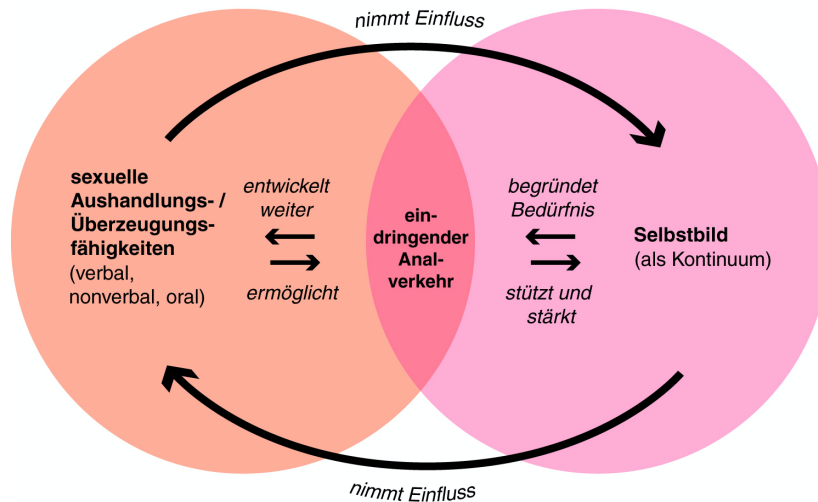 nimmt Einfluss
sexuelle
Aushandlungs- /
Überzeugungs-
fähigkeiten
(verbal,
nonverbal, oral)
entwickelt
weiter
ermöglicht
ein-
dringender
Anal-
verkehr
begründet
Bedürfnis
stützt und
stärkt
Selbstbild
(als Kontinuum)
nimmt Einfluss